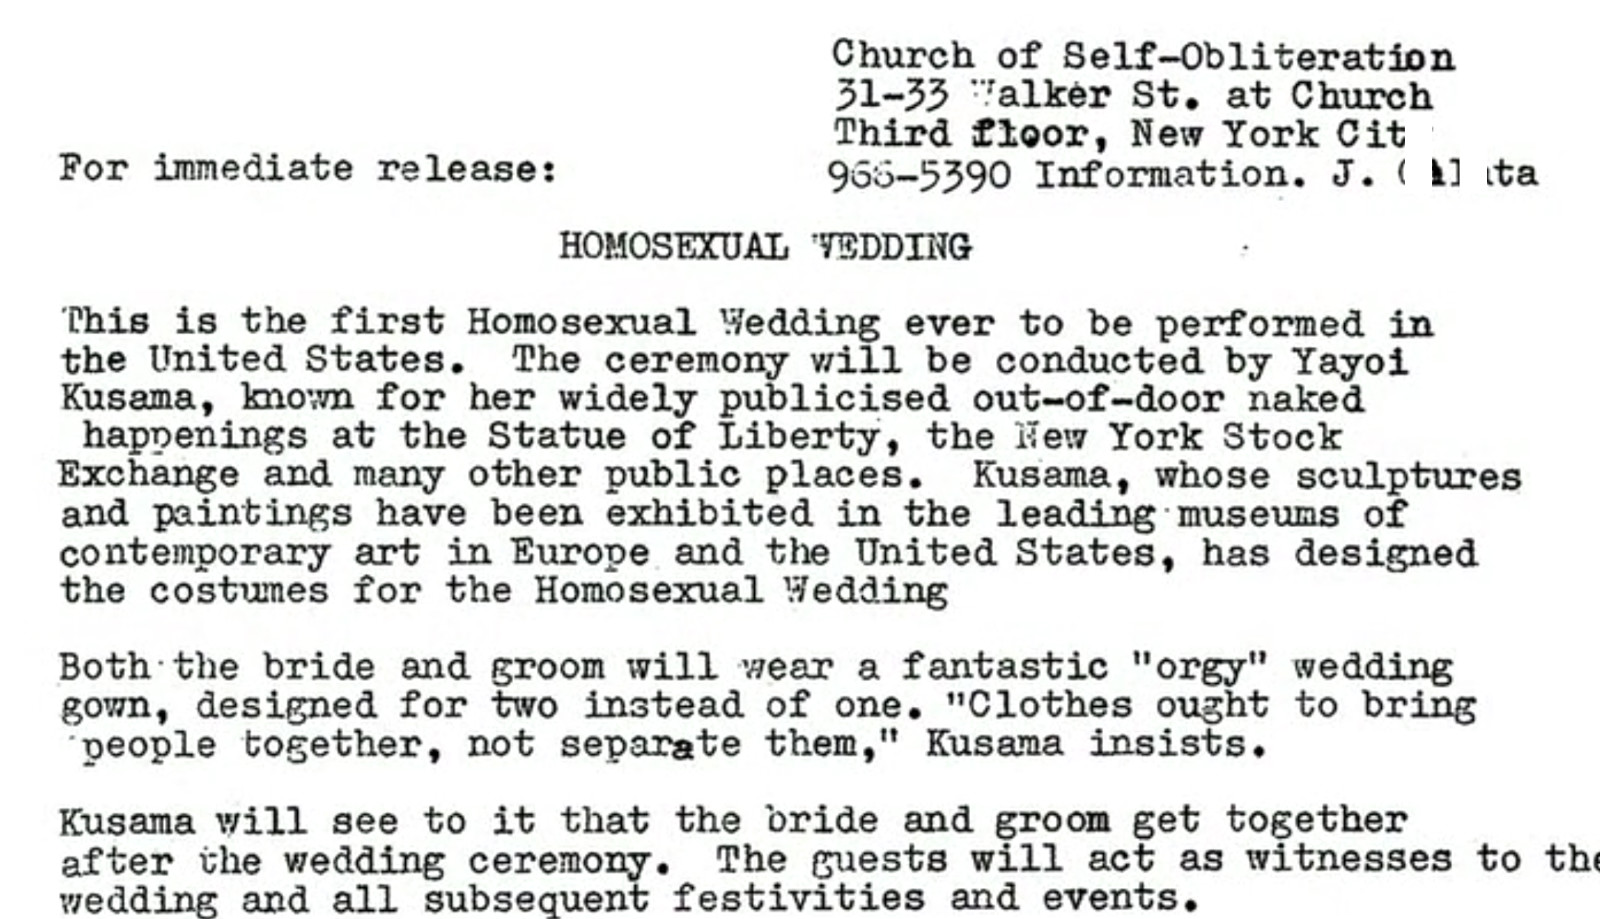 Church of Self-Obliteration
31-33 Walker St. at Church
Third floor, New York Cit
For immediate release:
966-5390 Information. J.
HOMOSEXUAL WEDDING
This is the first Homosexual Wedding ever to be performed in
the United States. The ceremony will be conducted by Yayoi
Kusama, known for her widely publicised out-of-door naked
happenings at the Statue of Liberty, the New York Stock
Exchange and many other public places. Kusama, whose sculptures
and paintings have been exhibited in the leading museums of
contemporary art in Europe and the United States, has designed
the costumes for the Homosexual Wedding
Both the bride and groom will wear a fantastic "orgy" wedding
gown, designed for two instead of one. "Clothes ought to bring
people together, not separate them," Kusama insists.
Kusama will see to it that the bride and groom get together
after the wedding ceremony. The guests will act as witnesses to the
wedding and all subsequent festivities and events.